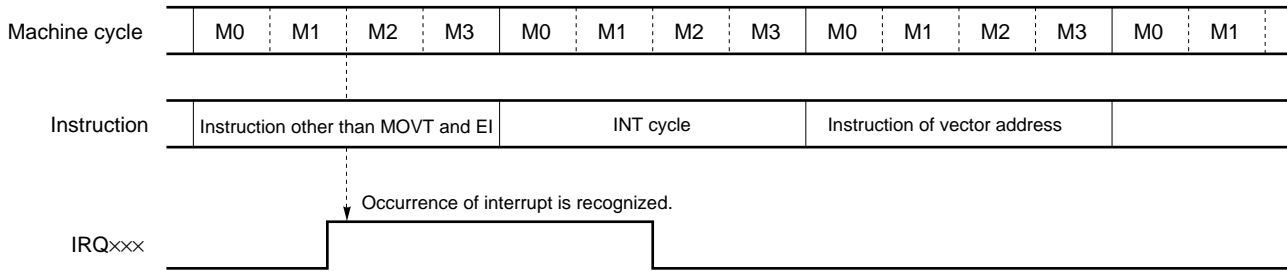 Machine cycle M0 M1 M2 M3 M0 M1 M2 M3 M0 M1 M2 M3 M0 M1
Instruction Instruction other than MOVT and EI INT cycle Instruction of vector address
Occurrence of interrupt is recognized.
IRQ×××